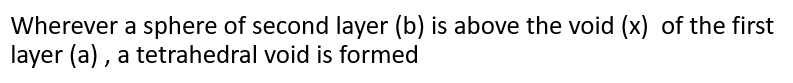 Wherever a sphere of second layer (b) is above the void (x)  of the first
layer (a) , a tetrahedral void is formed